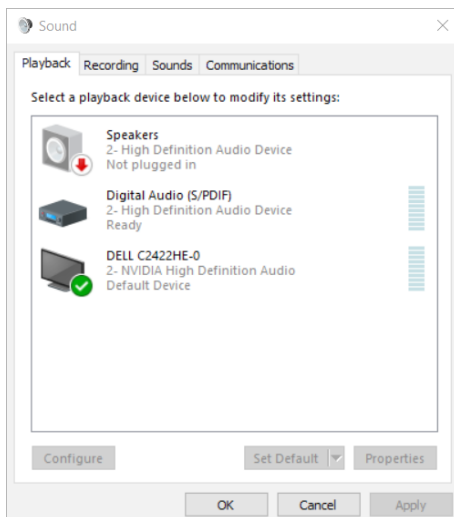 Sound
Playback
Recording
Sounds
Communications
Select a playback device below to modify its settings:
Speakers
2- High Definition Audio Device
Not plugged in
Digital Audio (S/PDIF)
2- High Definition Audio Device
Ready
DELL C2422HE-0
2- NVIDIA High Definition Audio
Default Device
Configure
Set Default
Properties
OK
Cancel
Apply